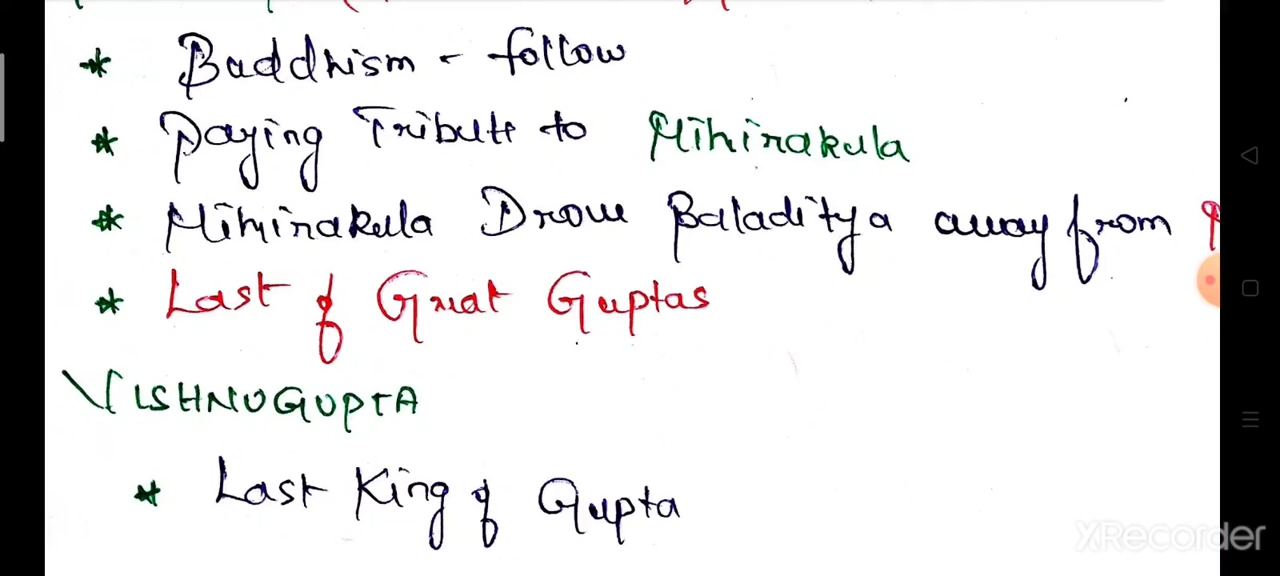 * Buddhism - follow
* Paying Tribute to Mihirakula
* Mihirakula Drove Baladitya away from
* Last of Great Guptas
VISHNUGUPTA
* Last King of Gupta
XRecorder